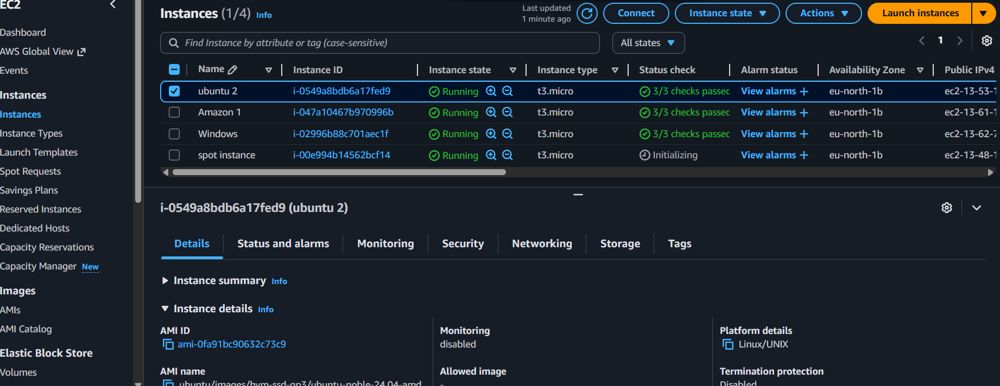 EC2
Dashboard
AWS Global View
Events
Instances
Instances
Instance Types
Launch Templates
Spot Requests
Savings Plans
Reserved Instances
Dedicated Hosts
Capacity Reservations
Capacity Manager New
Images
AMIs
AMI Catalog
Elastic Block Store
Volumes
Instances (1/4) Info
Last updated
1 minute ago
Connect Instance state Actions Launch instances
Find Instance by attribute or tag (case-sensitive) All states 1
Name Instance ID Instance state Instance type Status check Alarm status Availability Zone Public IPv4
ubuntu 2 i-0549a8bdb6a17fed9 Running t3.micro 3/3 checks passec View alarms + eu-north-1b ec2-13-53-1
Amazon 1 i-047a10467b970996b Running t3.micro 3/3 checks passec View alarms + eu-north-1b ec2-13-61-1
Windows i-02996b88c701aec1f Running t3.micro 3/3 checks passec View alarms + eu-north-1b ec2-13-62-7
spot instance i-00e994b14562bcf14 Running t3.micro Initializing View alarms + eu-north-1b ec2-13-48-1
i-0549a8bdb6a17fed9 (ubuntu 2)
Details Status and alarms Monitoring Security Networking Storage Tags
Instance summary Info
Instance details Info
AMI ID
ami-0fa91bc90632c73c9
Monitoring
disabled
Platform details
Linux/UNIX
AMI name
ubuntu/images/hvm-ssd-gp3/ubuntu-noble-24.04-amd
Allowed image
-
Termination protection
Disabled